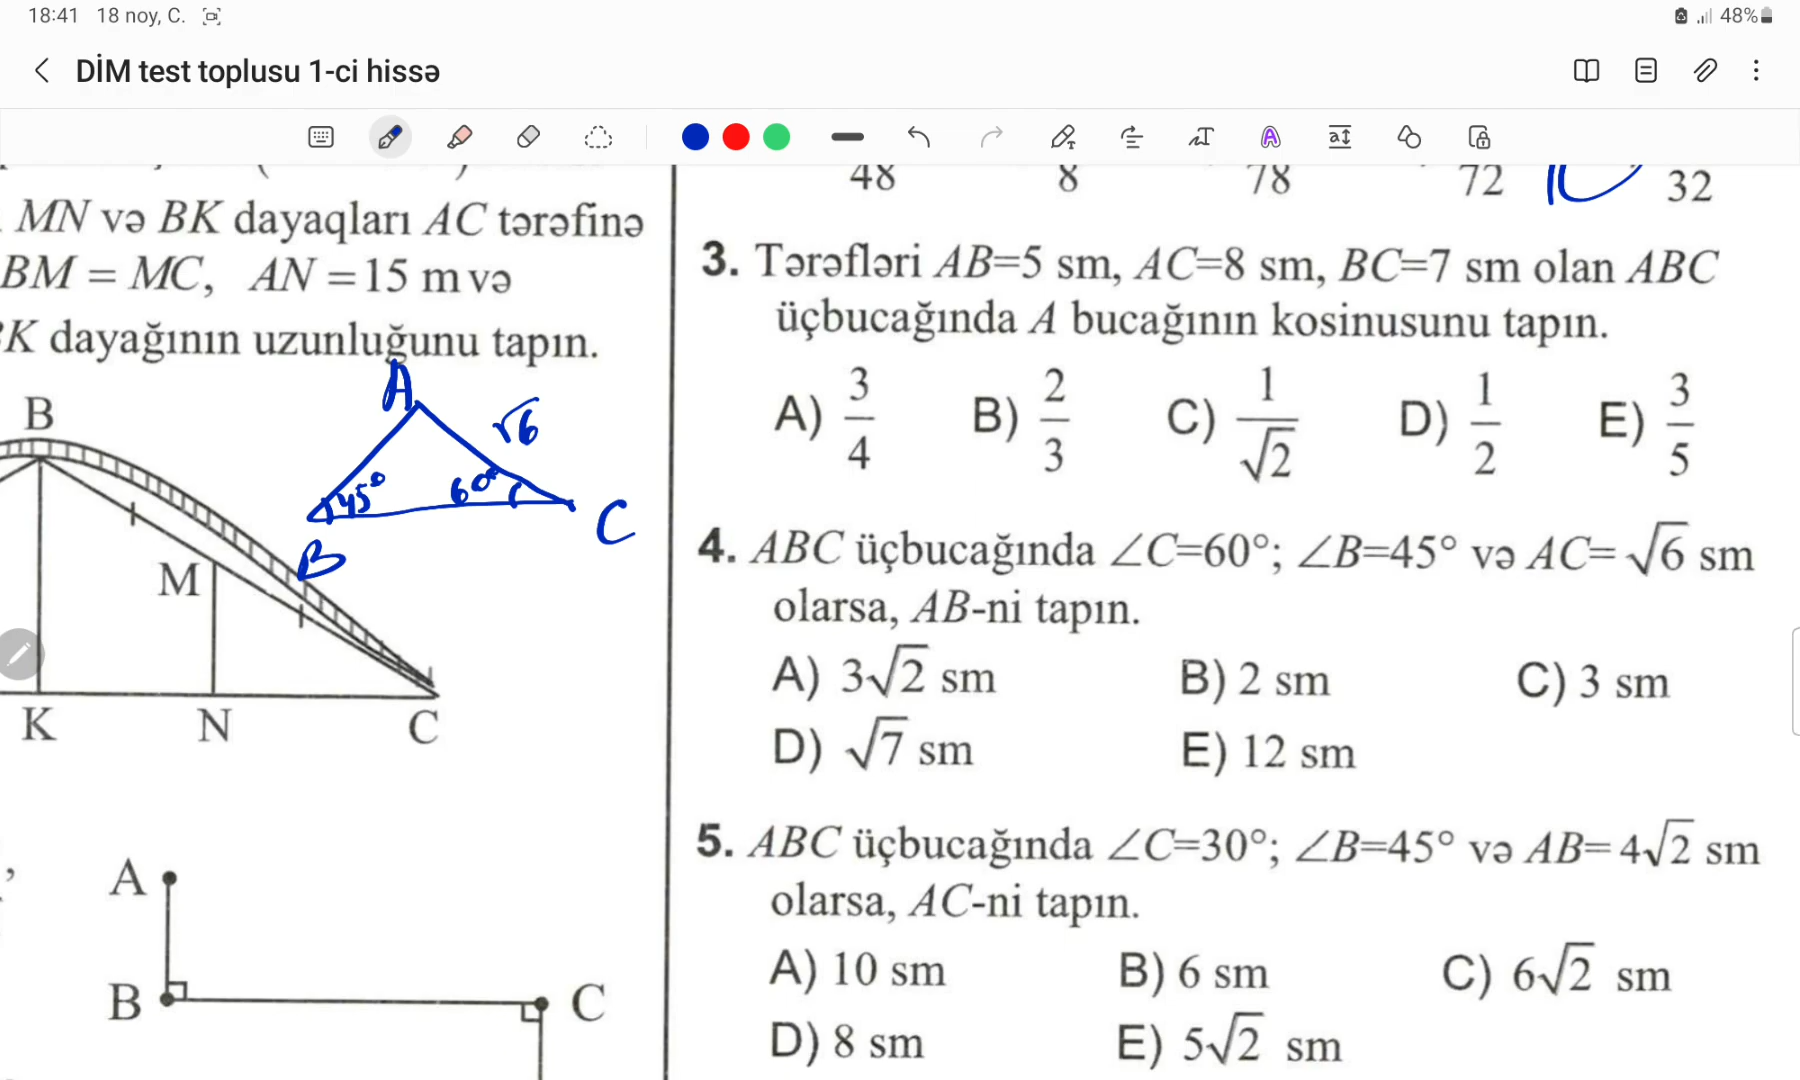 18:41 18 noy, C. 48%
DİM test toplusu 1-ci hissə
48 8 78 72 32
MN və BK dayaqları AC tərəfinə
BM = MC, AN = 15 m və
K dayağının uzunluğunu tapın.
B
A
√6
45°
60°
C
B
M
K N C
A
B
C
3. Tərəfləri AB=5 sm, AC=8 sm, BC=7 sm olan ABC
üçbucağında A bucağının kosinusunu tapın.
A) 3/4 B) 2/3 C) 1/√2 D) 1/2 E) 3/5
4. ABC üçbucağında ∠C=60°; ∠B=45° və AC=√6 sm
olarsa, AB-ni tapın.
A) 3√2 sm B) 2 sm C) 3 sm
D) √7 sm E) 12 sm
5. ABC üçbucağında ∠C=30°; ∠B=45° və AB=4√2 sm
olarsa, AC-ni tapın.
A) 10 sm B) 6 sm C) 6√2 sm
D) 8 sm E) 5√2 sm